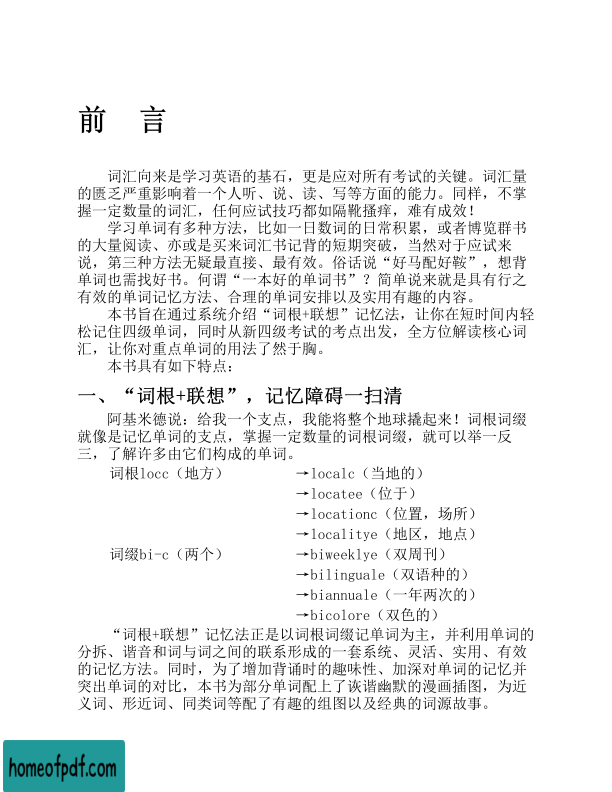 前　言
词汇向来是学习英语的基石，更是应对所有考试的关键。词汇量
的匮乏严重影响着一个人听、说、读、写等方面的能力。同样，不掌
握一定数量的词汇，任何应试技巧都如隔靴搔痒，难有成效！
学习单词有多种方法，比如一日数词的日常积累，或者博览群书
的大量阅读、亦或是买来词汇书记背的短期突破，当然对于应试来
说，第三种方法无疑最直接、最有效。俗话说“好马配好鞍”，想背
单词也需找好书。何谓“一本好的单词书”？简单说来就是具有行之
有效的单词记忆方法、合理的单词安排以及实用有趣的内容。
本书旨在通过系统介绍“词根+联想”记忆法，让你在短时间内轻
松记住四级单词，同时从新四级考试的考点出发，全方位解读核心词
汇，让你对重点单词的用法了然于胸。
本书具有如下特点：
一、“词根+联想”，记忆障碍一扫清
阿基米德说：给我一个支点，我能将整个地球撬起来！词根词缀
就像是记忆单词的支点，掌握一定数量的词根词缀，就可以举一反
三，了解许多由它们构成的单词。
词根locc（地方） →localc（当地的）
→locatee（位于）
→locationc（位置，场所）
→localitye（地区，地点）
词缀bi-c（两个） →biweeklye（双周刊）
→bilinguale（双语种的）
→biannuale（一年两次的）
→bicolore（双色的）
“词根+联想”记忆法正是以词根词缀记单词为主，并利用单词的
分拆、谐音和词与词之间的联系形成的一套系统、灵活、实用、有效
的记忆方法。同时，为了增加背诵时的趣味性、加深对单词的记忆并
突出单词的对比，本书为部分单词配上了诙谐幽默的漫画插图，为近
义词、形近词、同类词等配了有趣的组图以及经典的词源故事。
homeofpdf.com